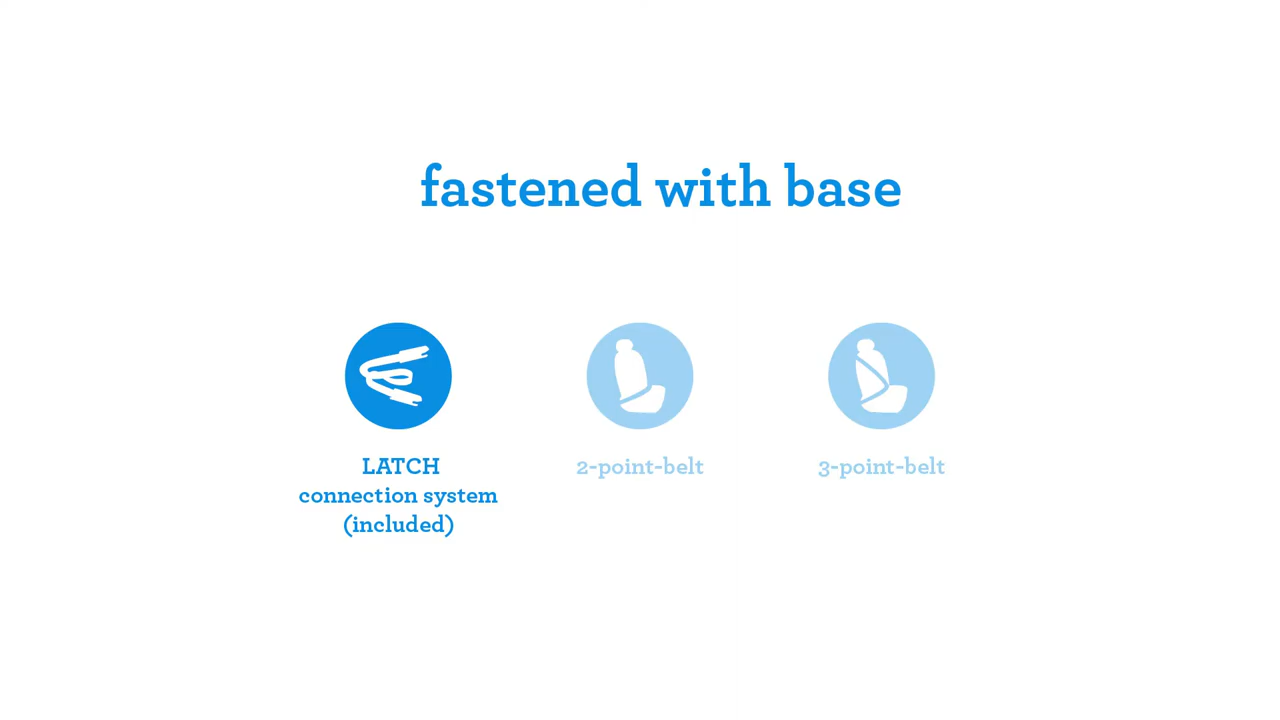 fastened with base
LATCH
connection system
(included)
2-point-belt
3-point-belt